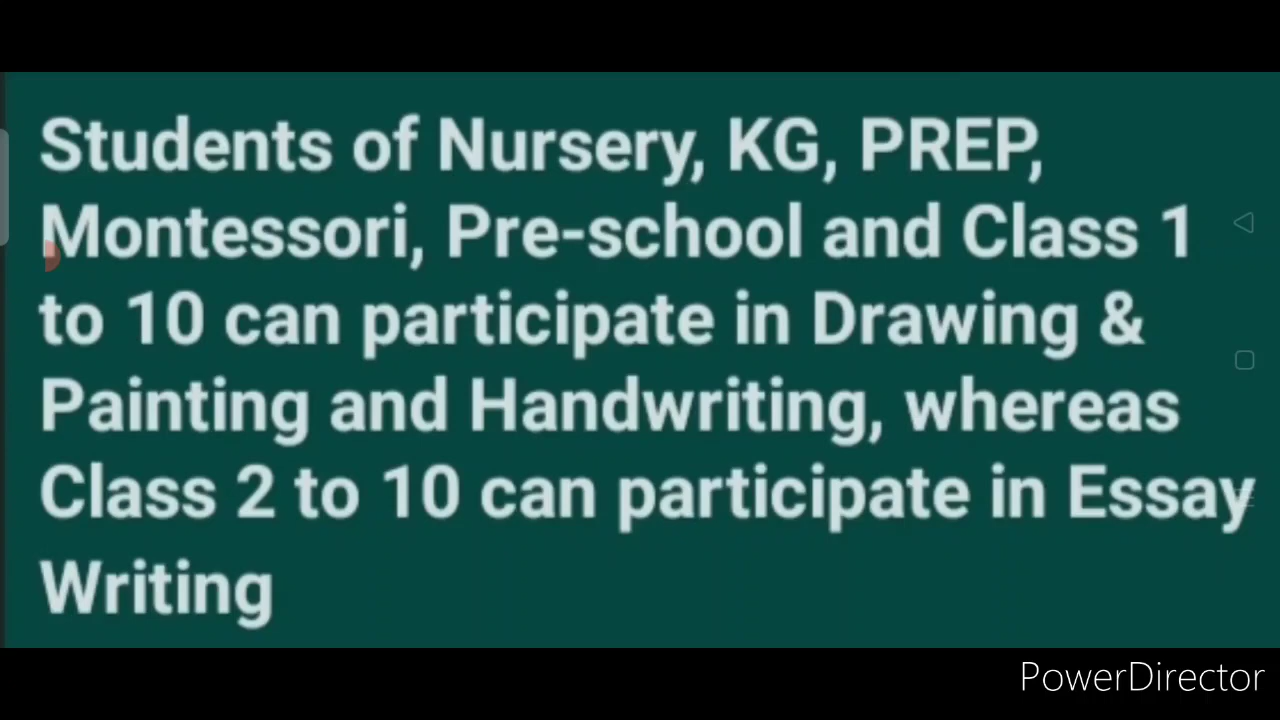 Students of Nursery, KG, PREP,
Montessori, Pre-school and Class 1
to 10 can participate in Drawing &
Painting and Handwriting, whereas
Class 2 to 10 can participate in Essay
Writing
PowerDirector